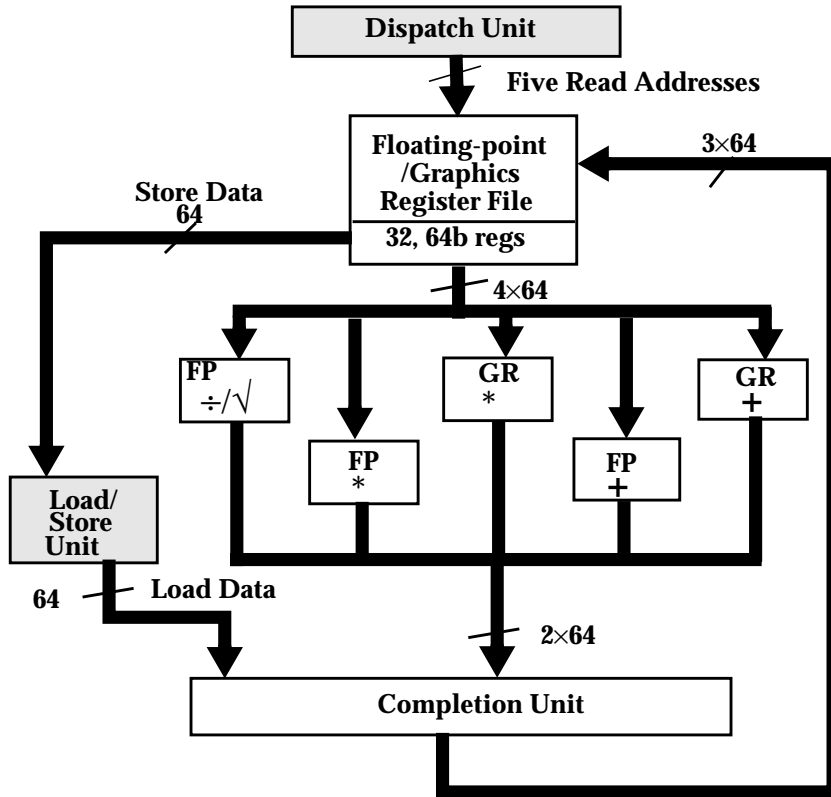 Dispatch Unit
Five Read Addresses
Floating-point
/Graphics
Register File
32, 64b regs
3×64
Store Data
64
4×64
FP
÷/√
GR
*
GR
+
FP
*
FP
+
Load/
Store
Unit
64
Load Data
2×64
Completion Unit